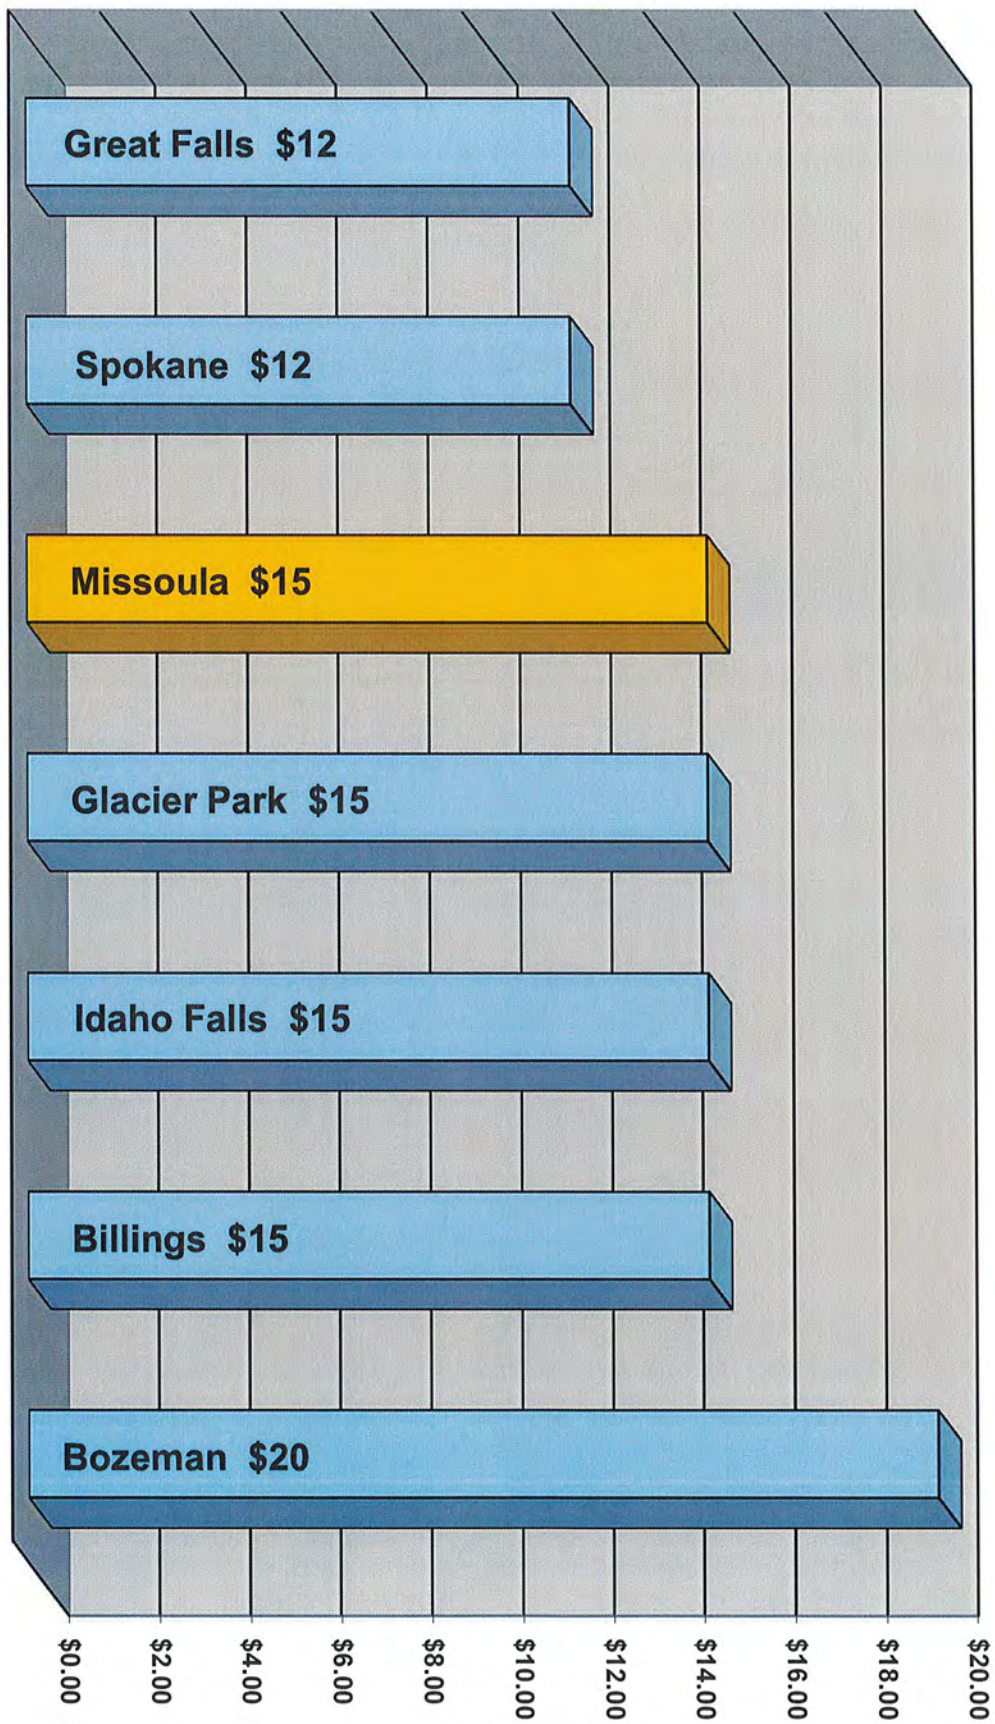 Great Falls $12
Spokane $12
Missoula $15
Glacier Park $15
Idaho Falls $15
Billings $15
Bozeman $20
$0.00
$2.00
$4.00
$6.00
$8.00
$10.00
$12.00
$14.00
$16.00
$18.00
$20.00